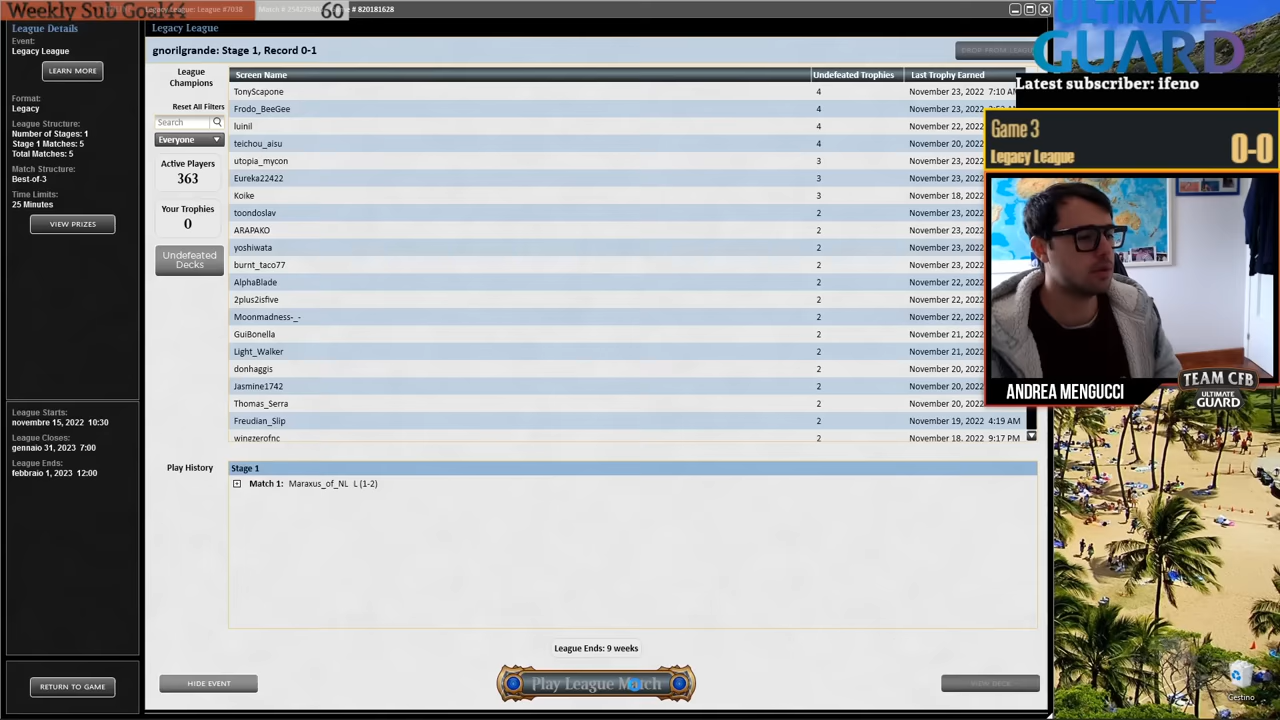 Weekly Sub Goal:
60
Legacy League: League #7038
# 820181628
League Details
Event:
Legacy League
LEARN MORE
Format:
Legacy
League Structure:
Number of Stages: 1
Stage 1 Matches: 5
Total Matches: 5
Match Structure:
Best-of-3
Time Limits:
25 Minutes
VIEW PRIZES
League Starts:
novembre 15, 2022 10:30
League Closes:
gennaio 31, 2023 7:00
League Ends:
febbraio 1, 2023 12:00
RETURN TO GAME
Legacy League
gnorilgrande: Stage 1, Record 0-1
League Champions
Reset All Filters
Search
Everyone
Active Players
363
Your Trophies
0
Undefeated Decks
Screen Name Undefeated Trophies Last Trophy Earned
TonyScapone 4 November 23, 2022 7:10
Frodo_BeeGee 4 November 23, 2022
luinil 4 November 22, 2022
teichou_aisu 4 November 20, 2022
utopia_mycon 3 November 23, 2022
Eureka22422 3 November 23, 2022
Koike 3 November 18, 2022
toondoslav 2 November 23, 2022
ARAPAKO 2 November 23, 2022
yoshiwata 2 November 23, 2022
burnt_taco77 2 November 23, 2022
AlphaBlade 2 November 22, 2022
2plus2isfive 2 November 22, 2022
Moonmadness-_- 2 November 22, 2022
GuiBonella 2 November 21, 2022
Light_Walker 2 November 21, 2022
donhaggis 2 November 20, 2022
Jasmine1742 2 November 20, 2022
Thomas_Serra 2 November 20, 2022
Freudian_Slip 2 November 19, 2022 4:19 AM
wingzerofnc 2 November 18, 2022 9:17 PM
Play History
Stage 1
Match 1: Maraxus_of_NL L (1-2)
League Ends: 9 weeks
HIDE EVENT
Play League Match
VIEW DECK
ULTIMATE
GUARD
Latest subscriber: ifeno
Game 3
Legacy League
0-0
ANDREA MENGUCCI
TEAM CFB
ULTIMATE
GUARD
Gestino